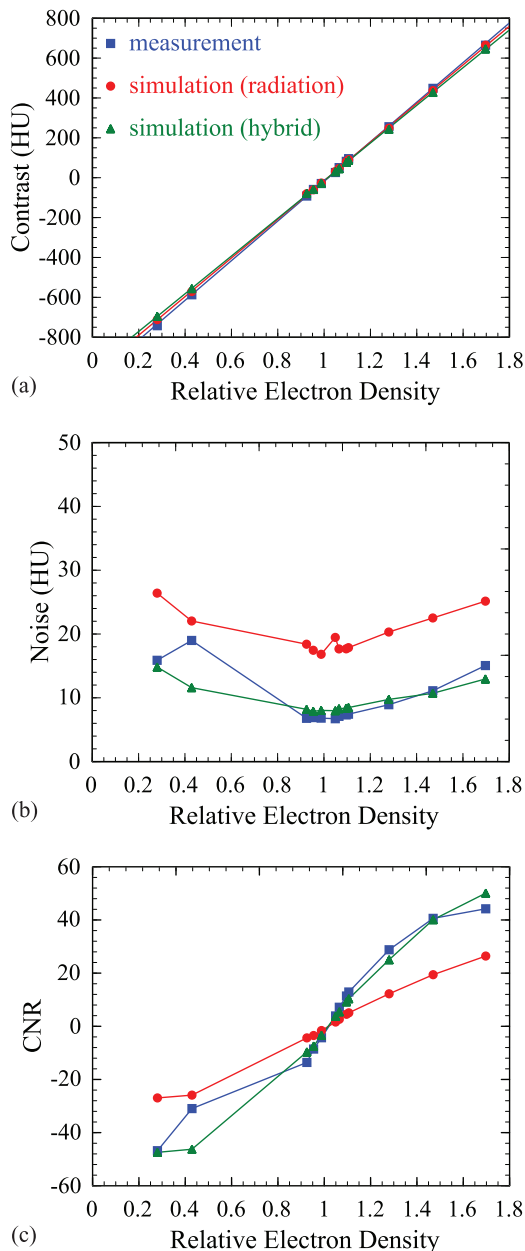 800
600
400
200
0
-200
-400
-600
-800
Contrast (HU)
measurement
simulation (radiation)
simulation (hybrid)
0 0.2 0.4 0.6 0.8 1 1.2 1.4 1.6 1.8
Relative Electron Density
(a)
50
40
30
20
10
0
Noise (HU)
0 0.2 0.4 0.6 0.8 1 1.2 1.4 1.6 1.8
Relative Electron Density
(b)
60
40
20
0
-20
-40
-60
CNR
0 0.2 0.4 0.6 0.8 1 1.2 1.4 1.6 1.8
Relative Electron Density
(c)